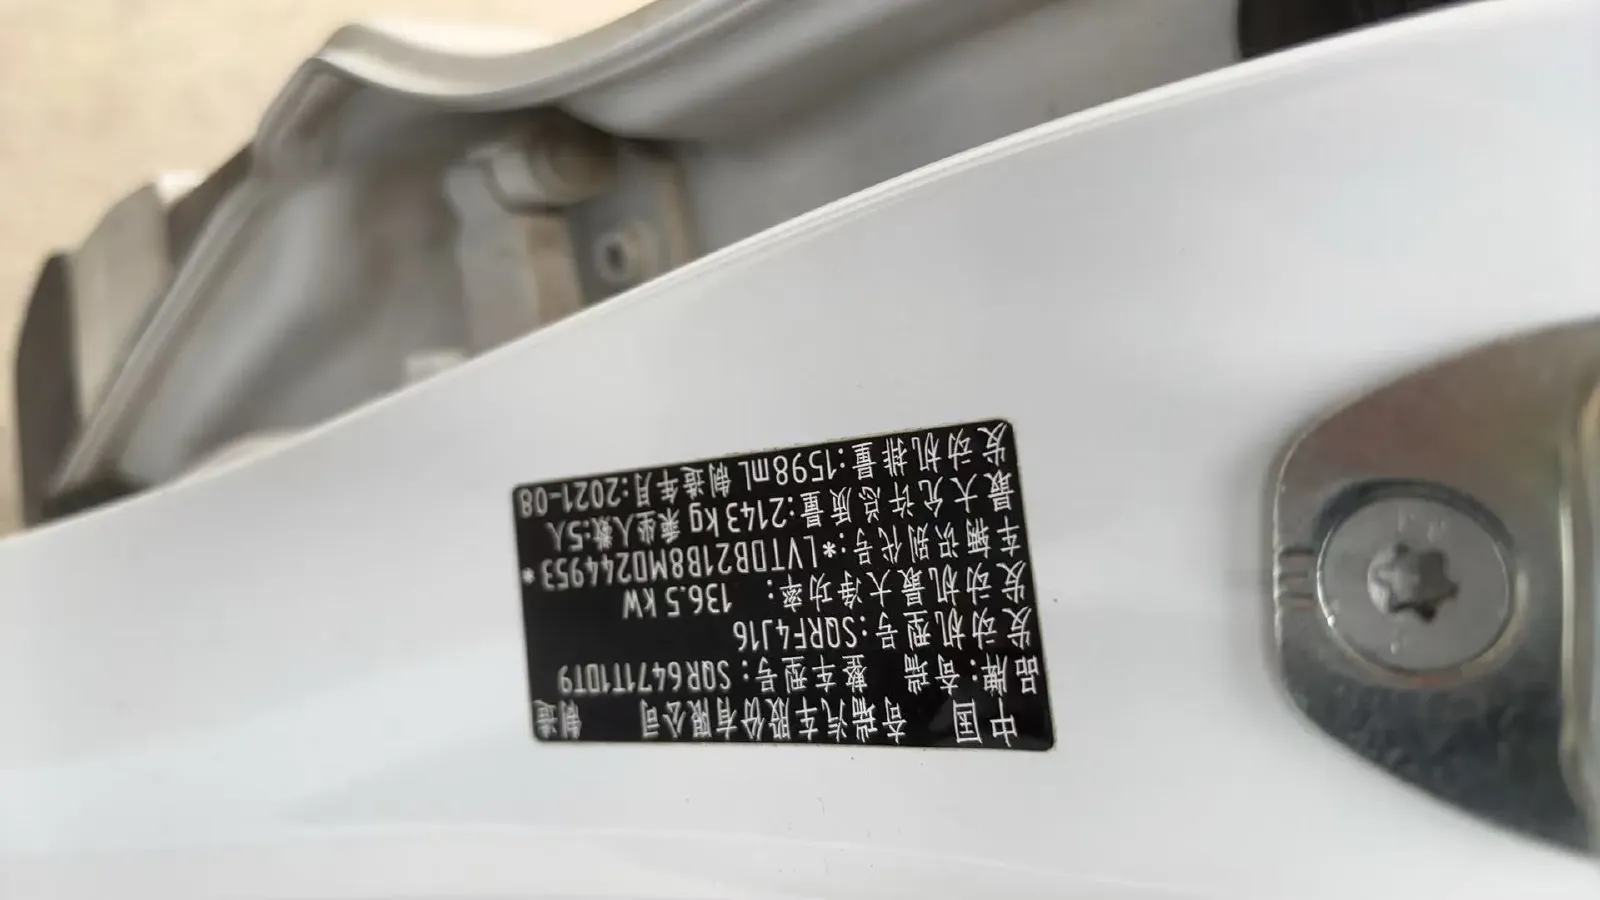 中国 奇瑞汽车股份有限公司 制造
品牌:奇瑞 整车型号:SQR6471T1DT9
发动机型号:SQRF4J16
发动机最大净功率: 136.5 kW
车辆识别代号:*LVTDB21B8MD244953*
最大允许总质量:2143 kg 乘坐人数:5人
发动机排量:1598mL 制造年月:2021-08